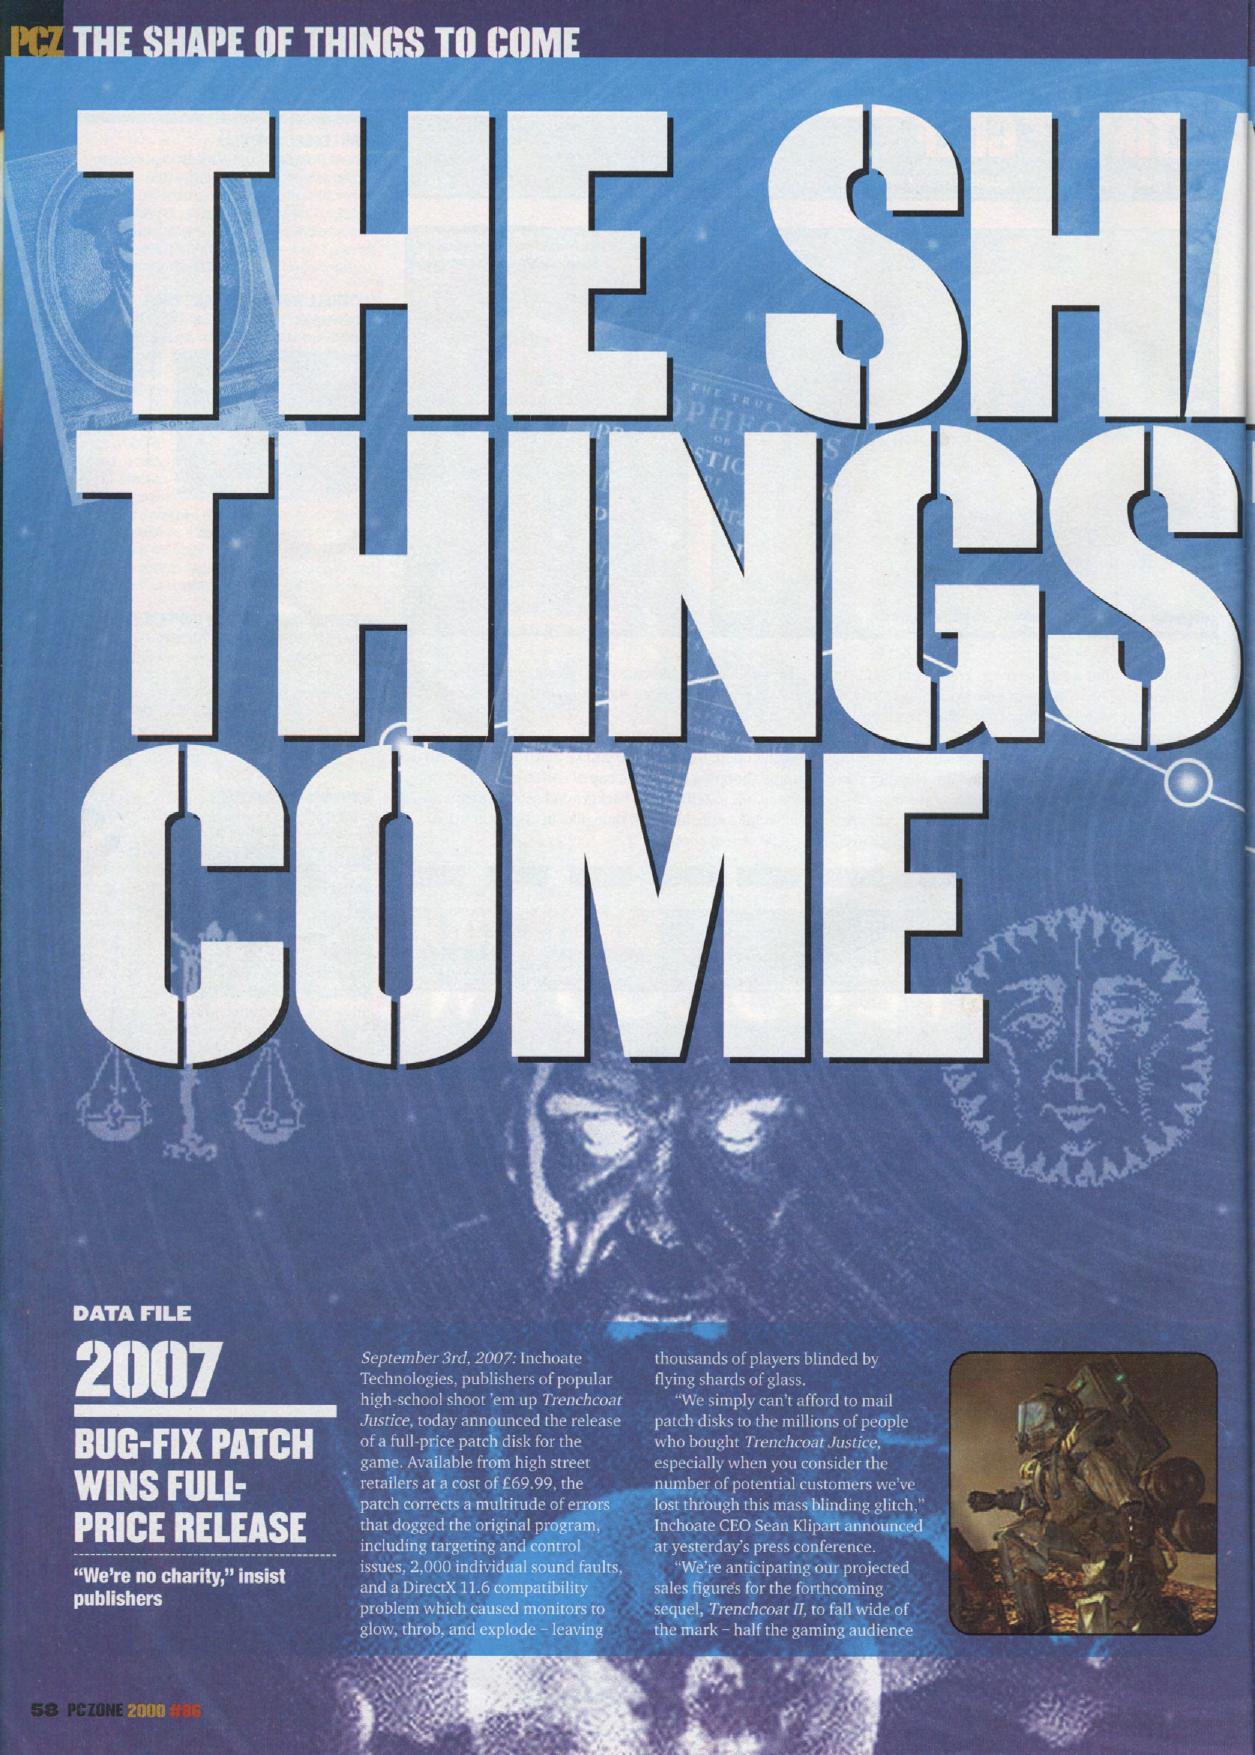 PCZ THE SHAPE OF THINGS TO COME
THE SHA
THINGS
COME
THE TRUE
DATA FILE
2007
BUG-FIX PATCH
WINS FULL-
PRICE RELEASE
“We’re no charity,” insist
publishers
September 3rd, 2007: Inchoate
Technologies, publishers of popular
high-school shoot ’em up Trenchcoat
Justice, today announced the release
of a full-price patch disk for the
game. Available from high street
retailers at a cost of £69.99, the
patch corrects a multitude of errors
that dogged the original program,
including targeting and control
issues, 2,000 individual sound faults,
and a DirectX 11.6 compatibility
problem which caused monitors to
glow, throb, and explode – leaving
thousands of players blinded by
flying shards of glass.
“We simply can’t afford to mail
patch disks to the millions of people
who bought Trenchcoat Justice,
especially when you consider the
number of potential customers we’ve
lost through this mass blinding glitch,”
Inchoate CEO Sean Klipart announced
at yesterday’s press conference.
“We’re anticipating our projected
sales figures for the forthcoming
sequel, Trenchcoat II, to fall wide of
the mark – half the gaming audience
58 PC ZONE 2000 #86